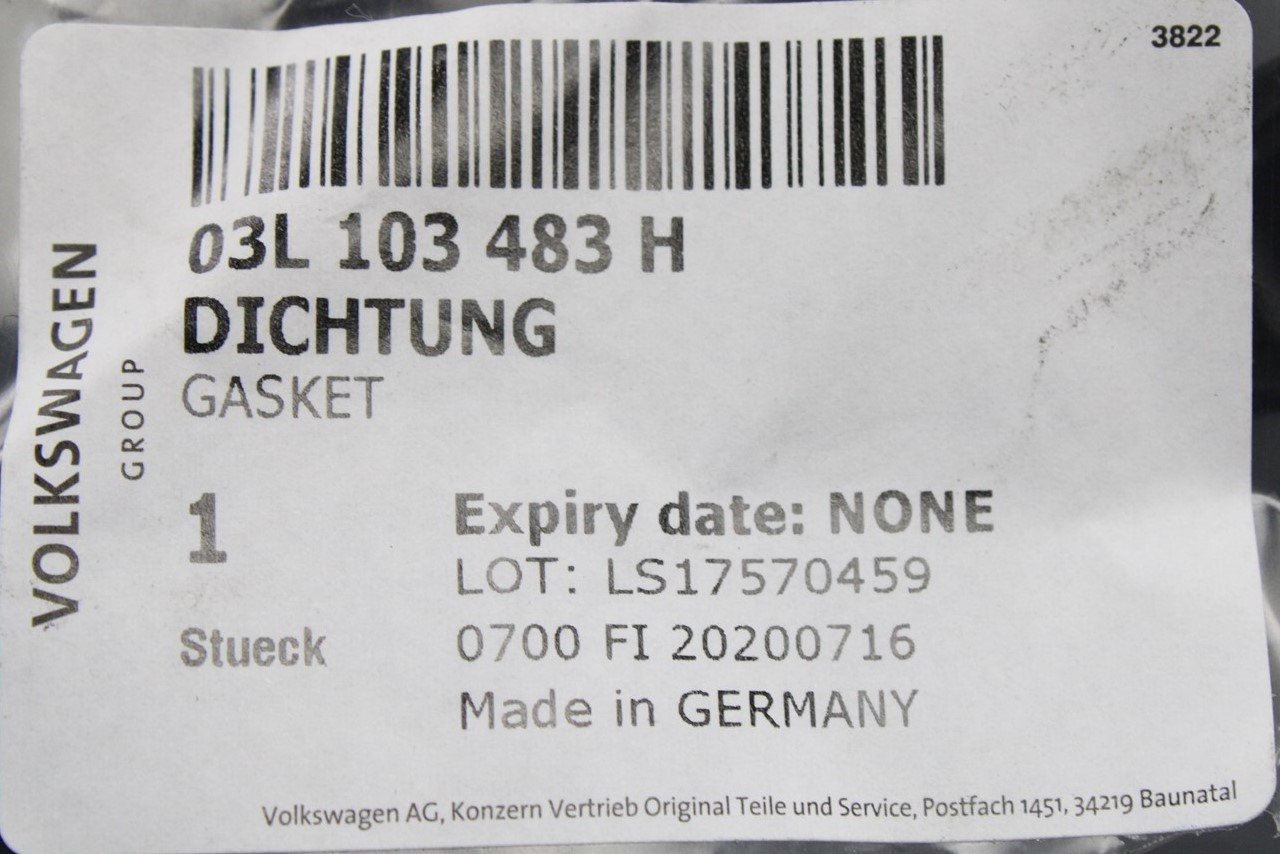 3822
03L 103 483 H
DICHTUNG
GASKET
VOLKSWAGEN
GROUP
1
Expiry date: NONE
LOT: LS17570459
Stueck
0700 FI 20200716
Made in GERMANY
Volkswagen AG, Konzern Vertrieb Original Teile und Service, Postfach 1451, 34219 Baunatal